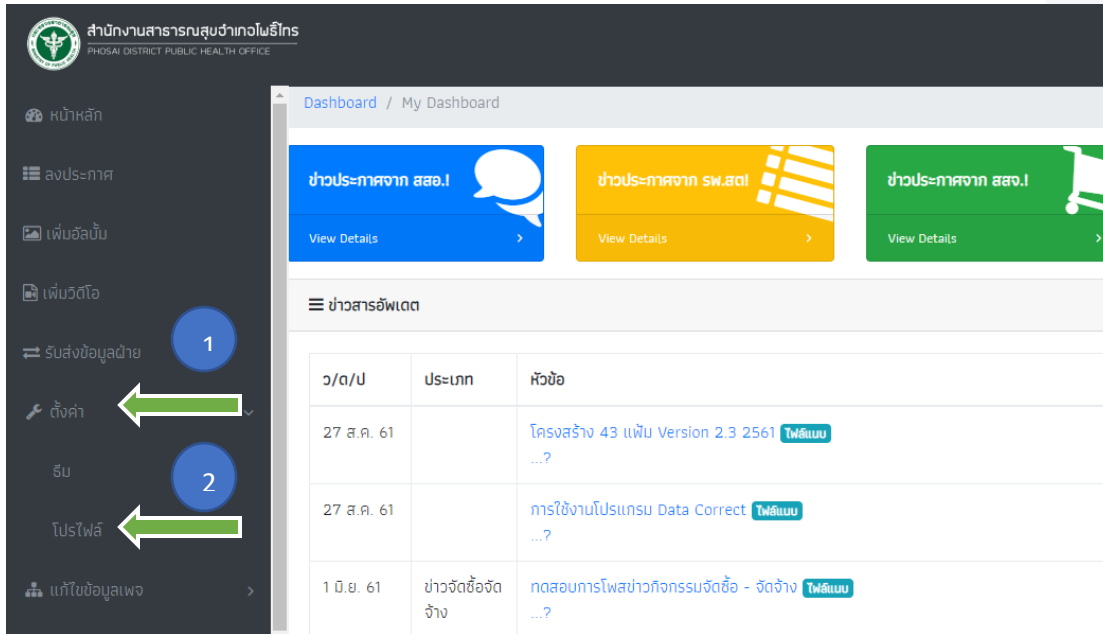 สำนักงานสาธารณสุขอำเภอโพธิ์ไทร
PHOSAI DISTRICT PUBLIC HEALTH OFFICE
หน้าหลัก
ลงประกาศ
เพิ่มอัลบั้ม
เพิ่มวิดีโอ
รับส่งข้อมูลฝ่าย
1
ตั้งค่า
ธีม
2
โปรไฟล์
แก้ไขข้อมูลเพจ
Dashboard / My Dashboard
ข่าวประกาศจาก สสอ.!
View Details
ข่าวประกาศจาก รพ.สต!
View Details
ข่าวประกาศจาก สสจ.!
View Details
ข่าวสารอัพเดต
ว/ด/ป ประเภท หัวข้อ
27 ส.ค. 61 โครงสร้าง 43 แฟ้ม Version 2.3 2561 ไฟล์แนบ
...?
27 ส.ค. 61 การใช้งานโปรแกรม Data Correct ไฟล์แนบ
...?
1 มิ.ย. 61 ข่าวจัดซื้อจัด ทดสอบการโพสข่าวกิจกรรมจัดซื้อ - จัดจ้าง ไฟล์แนบ
จ้าง ...?